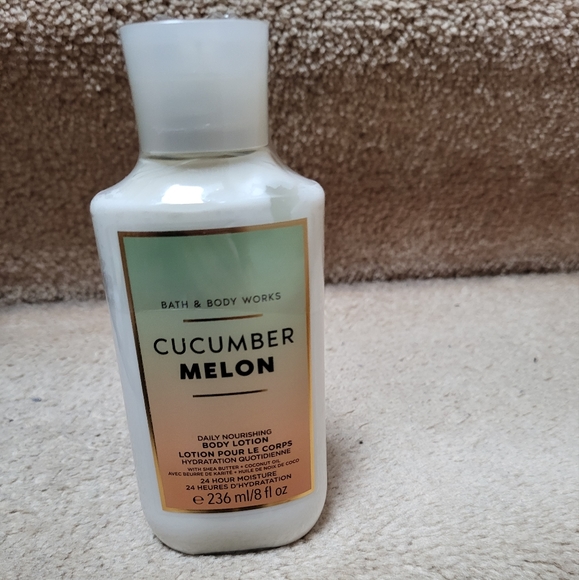 BATH & BODY WORKS
CUCUMBER
MELON
DAILY NOURISHING
BODY LOTION
LOTION POUR LE CORPS
HYDRATATION QUOTIDIENNE
WITH SHEA BUTTER + COCONUT OIL
AVEC BEURRE DE KARITÉ + HUILE DE NOIX DE COCO
24 HOUR MOISTURE
24 HEURES D'HYDRATATION
℮ 236 ml/8 fl oz